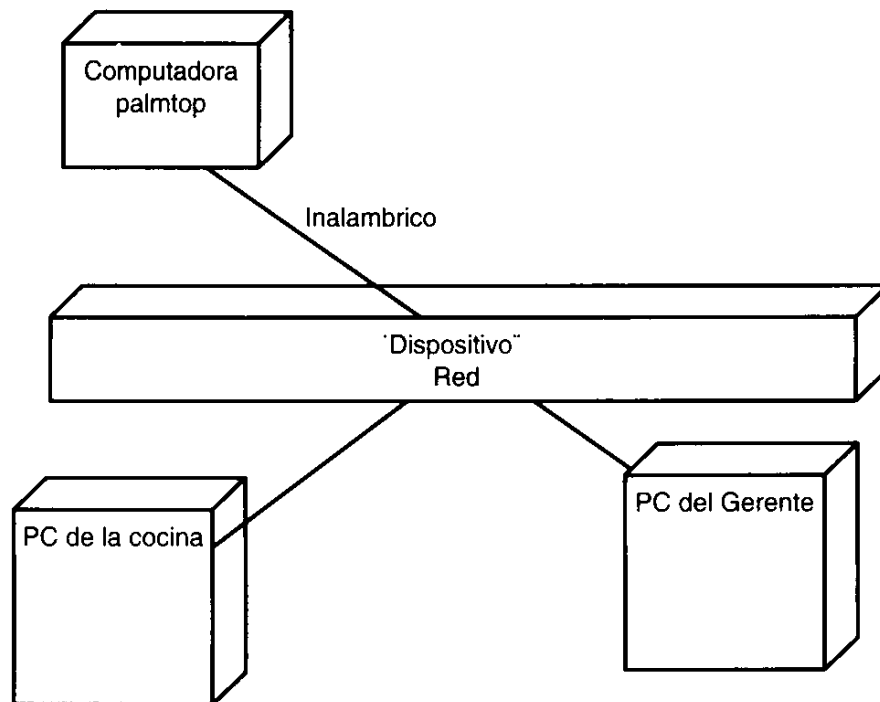 Computadora
palmtop
Inalambrico
¨Dispositivo¨
Red
PC de la cocina
PC del Gerente